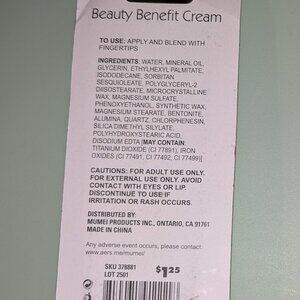 Beauty Benefit Cream
TO USE: APPLY AND BLEND WITH
FINGERTIPS
INGREDIENTS: WATER, MINERAL OIL,
GLYCERIN, ETHYLHEXYL PALMITATE,
ISODODECANE, SORBITAN
SESQUIOLEATE, POLYGLYCERYL-2
DIISOSTEARATE, MICROCRYSTALLINE
WAX, MAGNESIUM SULFATE,
PHENOXYETHANOL, SYNTHETIC WAX,
MAGNESIUM STEARATE, BENTONITE,
ALUMINA, QUARTZ, CHLORPHENESIN,
SILICA DIMETHYL SILYLATE,
POLYHYDROXYSTEARIC ACID,
DISODIUM EDTA [MAY CONTAIN:
TITANIUM DIOXIDE (CI 77891), IRON
OXIDES (CI 77491, CI 77492, CI 77499)]
CAUTIONS: FOR ADULT USE ONLY.
FOR EXTERNAL USE ONLY. AVOID
CONTACT WITH EYES OR LIP.
DISCONTINUE USE IF
IRRITATION OR RASH OCCURS.
DISTRIBUTED BY:
MUMEI PRODUCTS INC., ONTARIO, CA 91761
MADE IN CHINA
Any adverse event occurs, please visit
www.aers.me/mumei/
SKU 378881
LOT 2501
$1.25